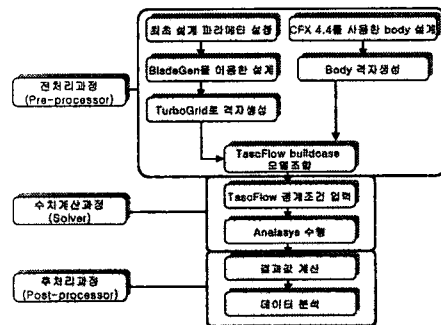 최초 설계 파라메터 설정
CFX 4.4를 사용한 body 설계
BladeGen을 이용한 설계
Body 격자생성
TurboGrid로 격자생성
전처리과정
(Pre-processor)
TascFlow buildcase
모델조합
TascFlow 경계조건 입력
수치계산과정
(Solver)
Analasys 수행
결과값 계산
후처리과정
(Post-processor)
데이터 분석